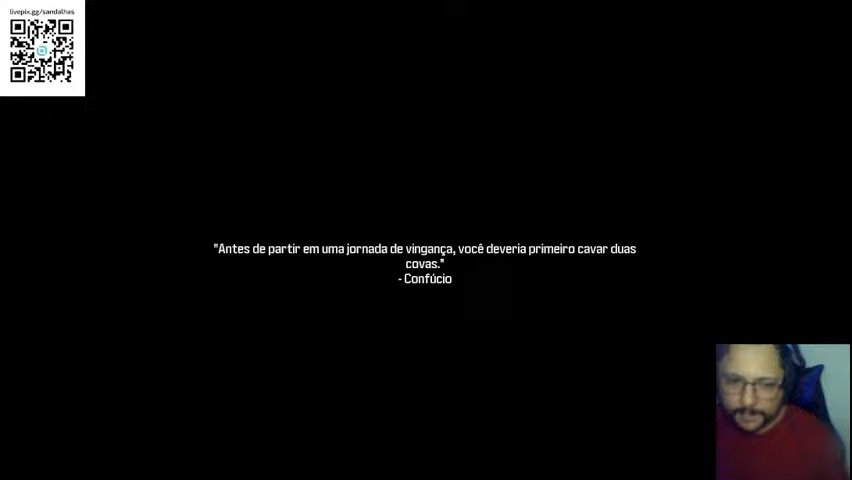 livepix.gg/sandalhas
"Antes de partir em uma jornada de vingança, você deveria primeiro cavar duas
covas."
- Confúcio